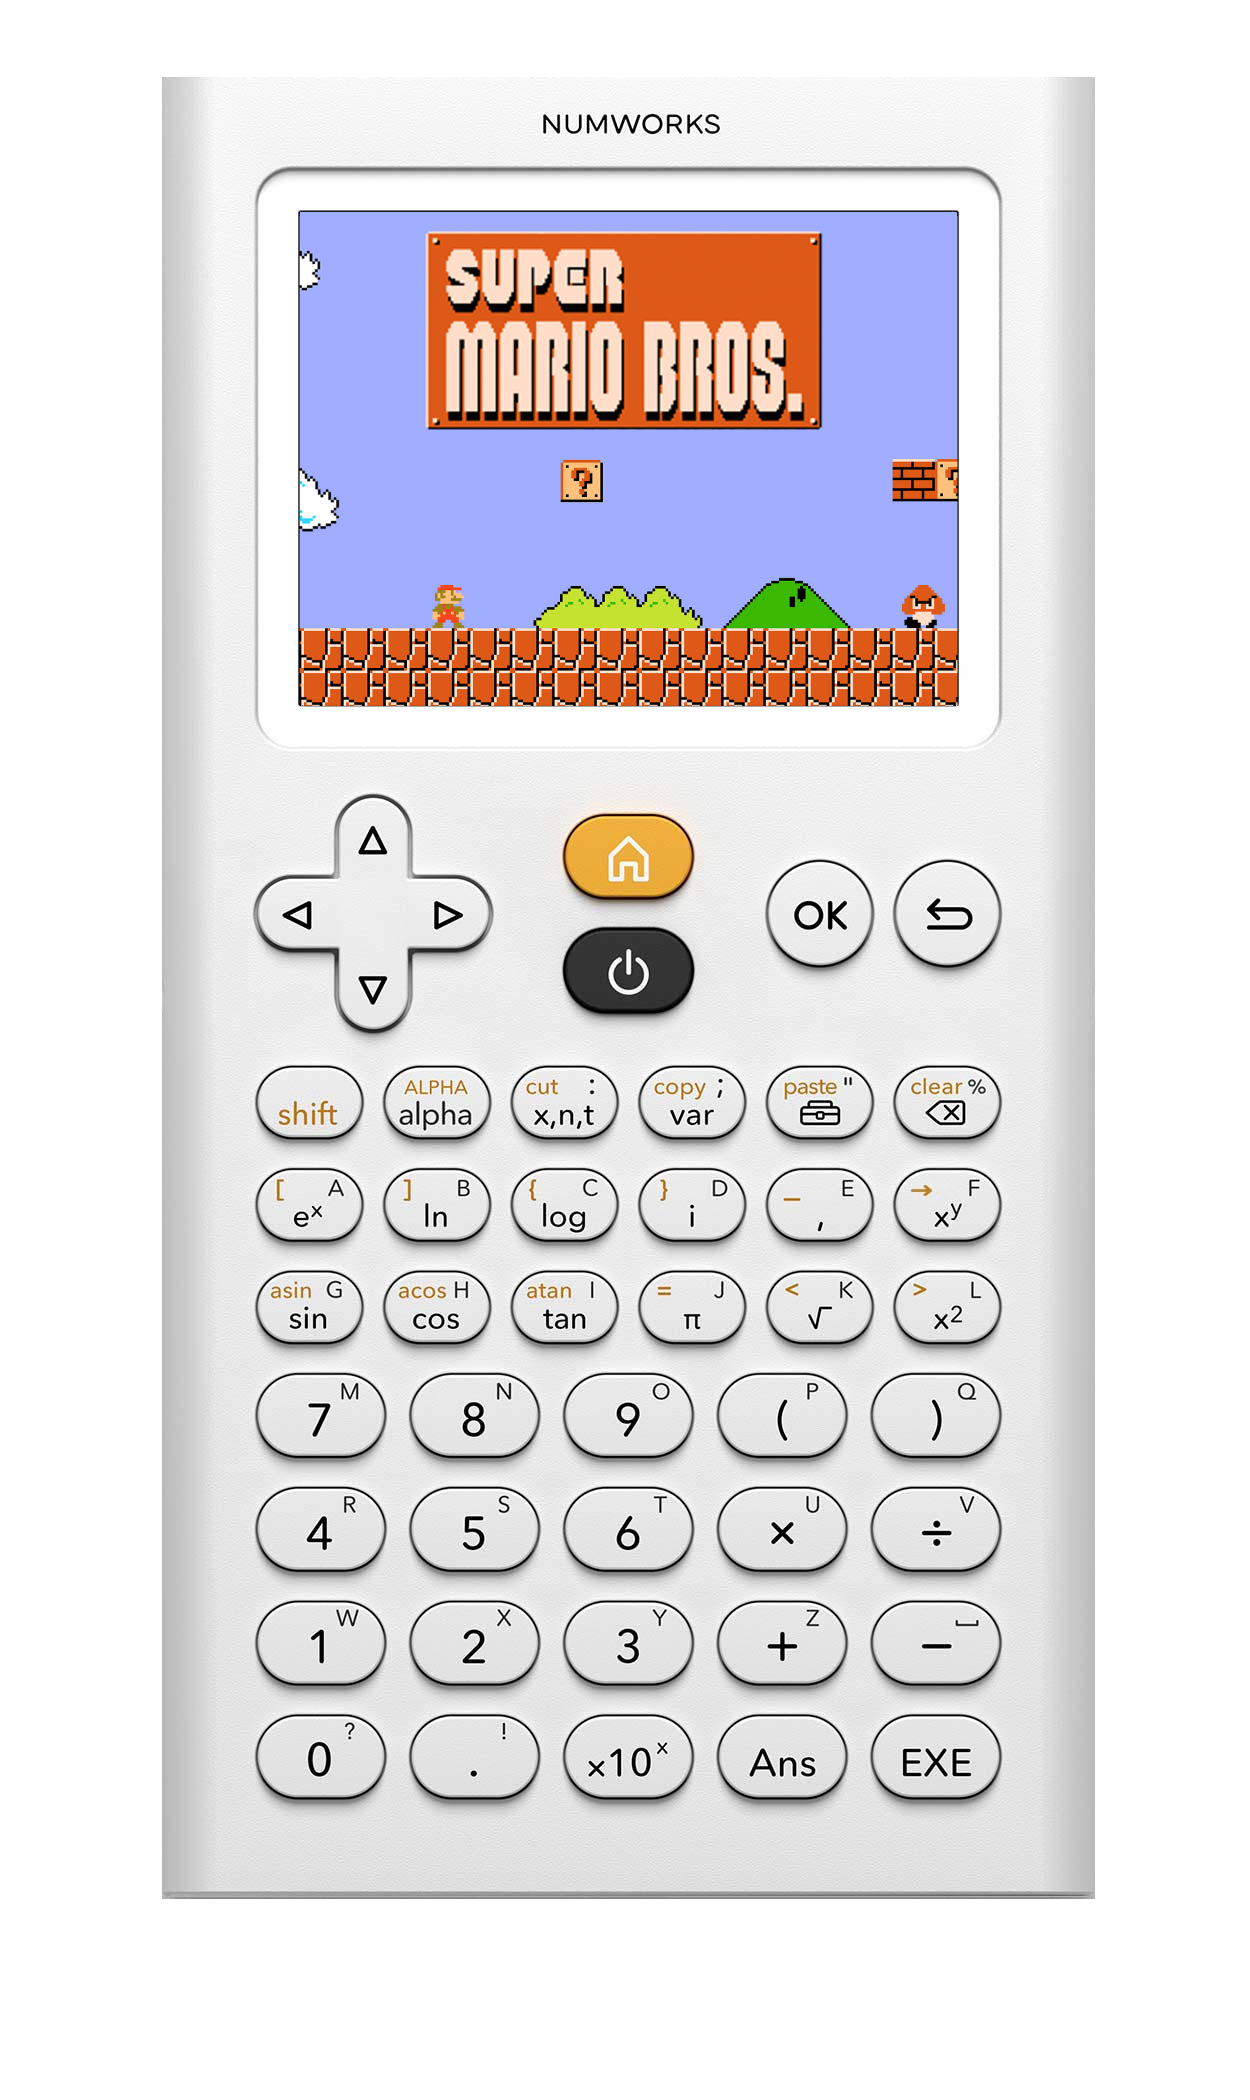 NUMWORKS
SUPER
MARIO BROS.
?
?
OK
shift
ALPHA
alpha
cut :
x,n,t
copy ;
var
paste "
clear %
[ A
eˣ
] B
ln
{ C
log
} D
i
_ E
,
→ F
xʸ
asin G
sin
acos H
cos
atan I
tan
= J
π
< K
√
> L
x²
M
7
N
8
O
9
P
(
Q
)
R
4
S
5
T
6
U
×
V
÷
W
1
X
2
Y
3
Z
+
−
?
0
!
.
×10ˣ
Ans
EXE